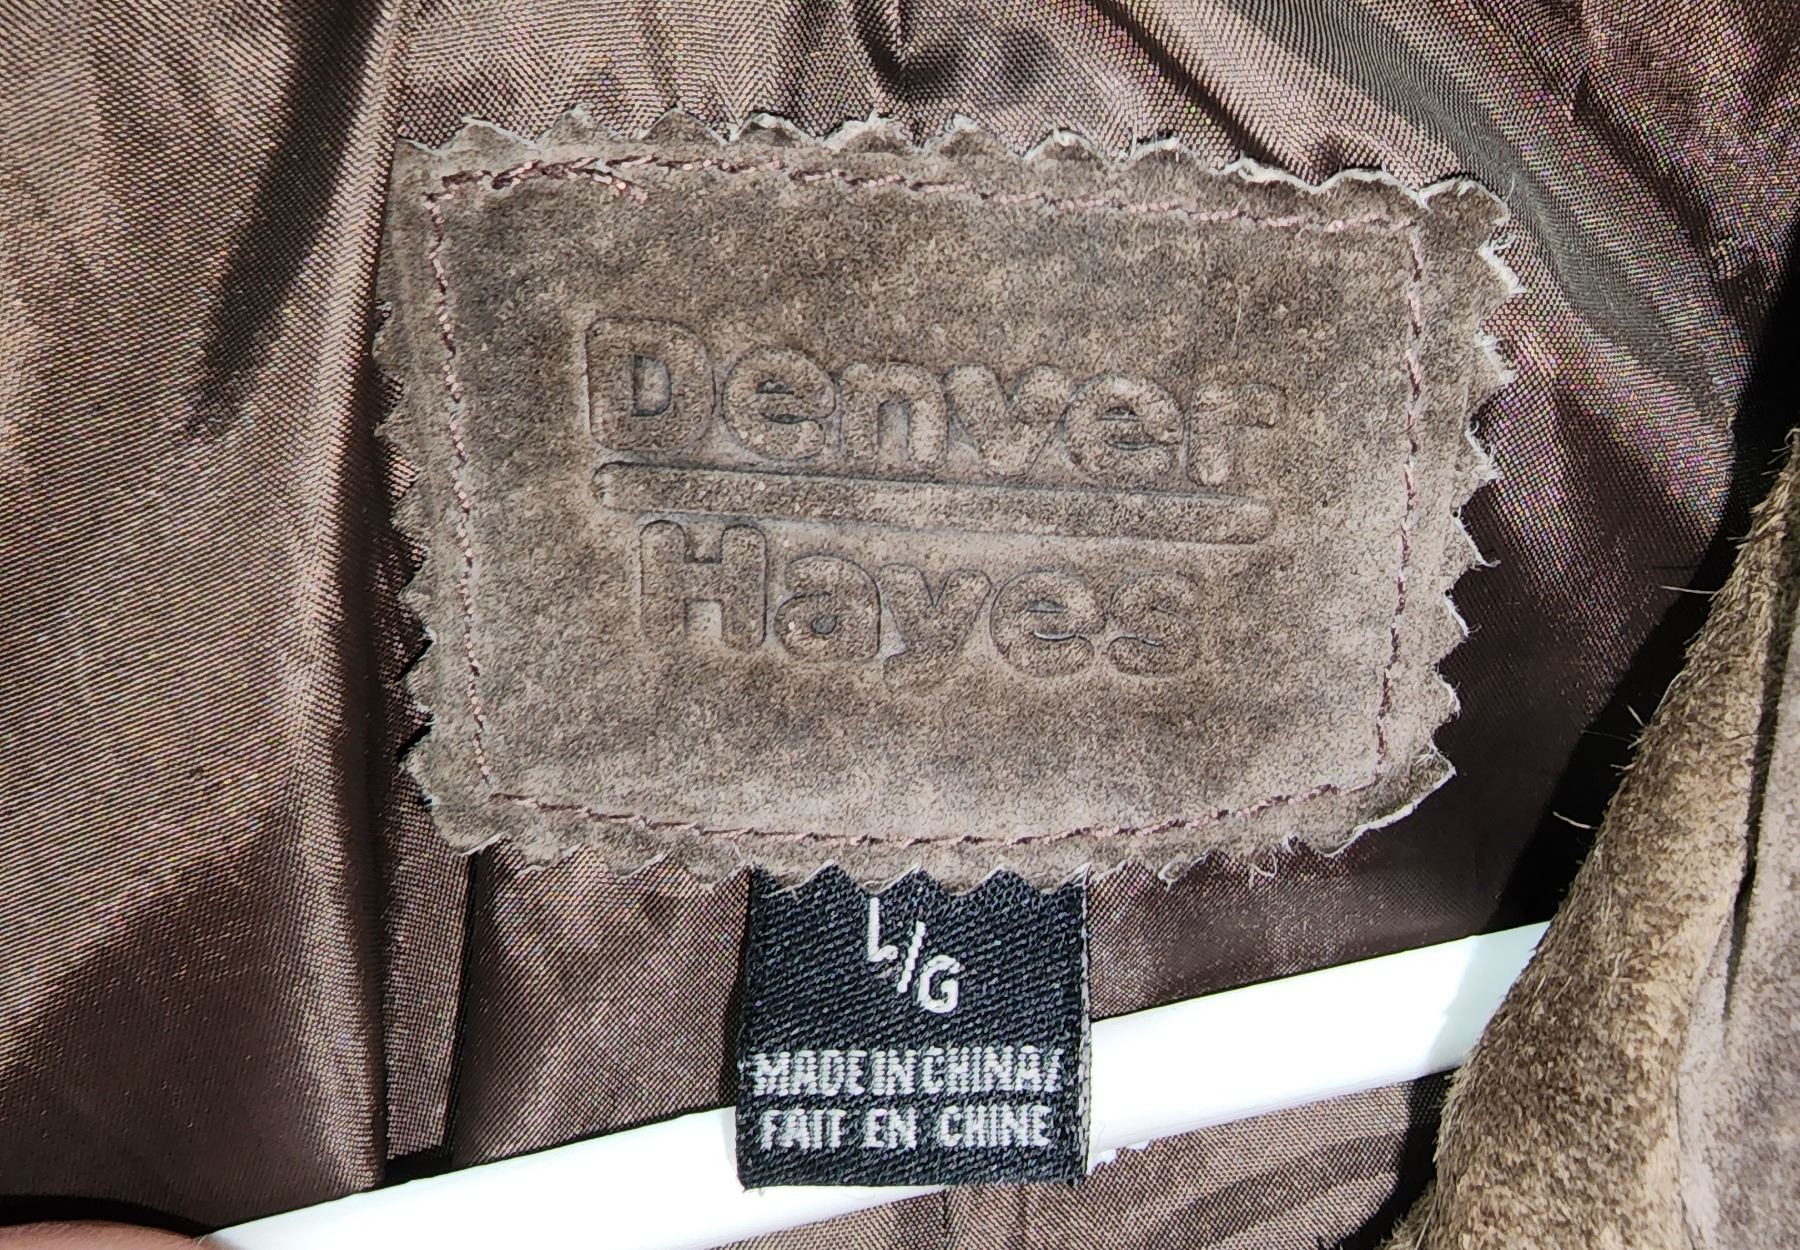 Denver
Hayes
L/G
MADE IN CHINA/
FAIT EN CHINE